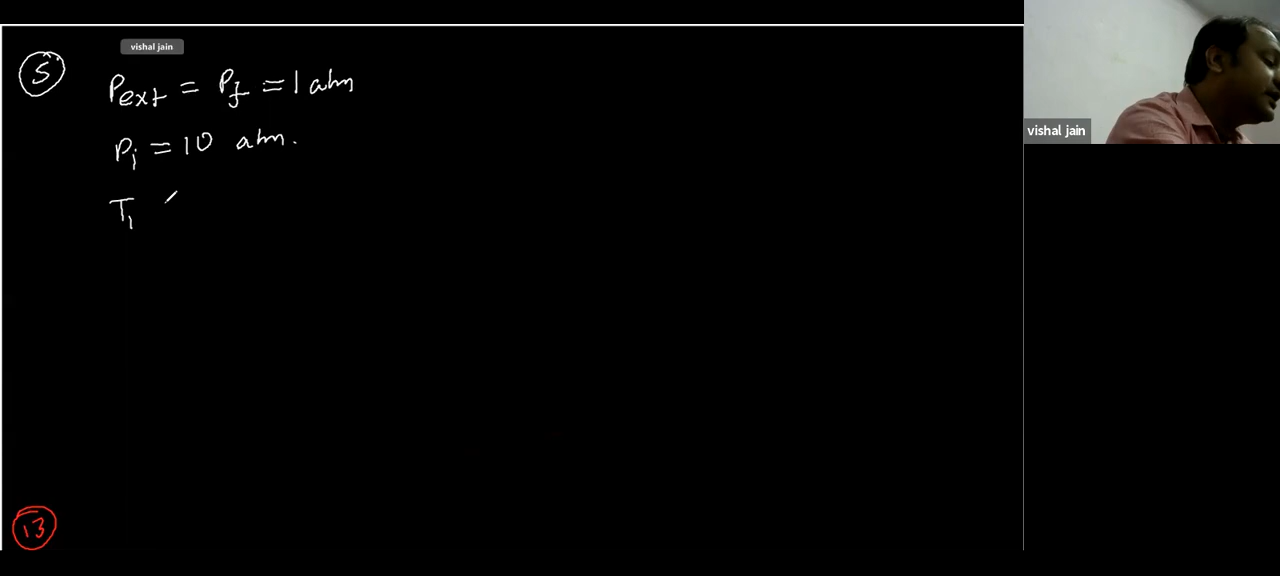 vishal jain
5
Pext = Pf = 1 atm
Pi = 10 atm.
T1
vishal jain
13